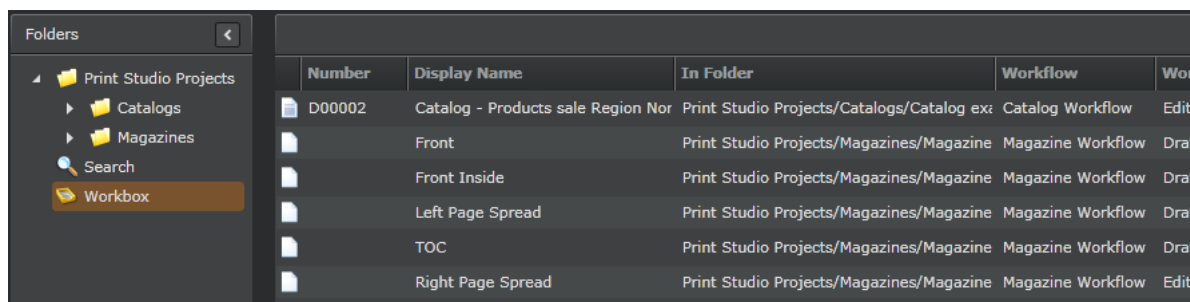 Folders
Print Studio Projects
Catalogs
Magazines
Search
Workbox
Number Display Name In Folder Workflow Wor
D00002 Catalog - Products sale Region Nor Print Studio Projects/Catalogs/Catalog exa Catalog Workflow Edit
Front Print Studio Projects/Magazines/Magazine Magazine Workflow Dra
Front Inside Print Studio Projects/Magazines/Magazine Magazine Workflow Dra
Left Page Spread Print Studio Projects/Magazines/Magazine Magazine Workflow Dra
TOC Print Studio Projects/Magazines/Magazine Magazine Workflow Dra
Right Page Spread Print Studio Projects/Magazines/Magazine Magazine Workflow Edit